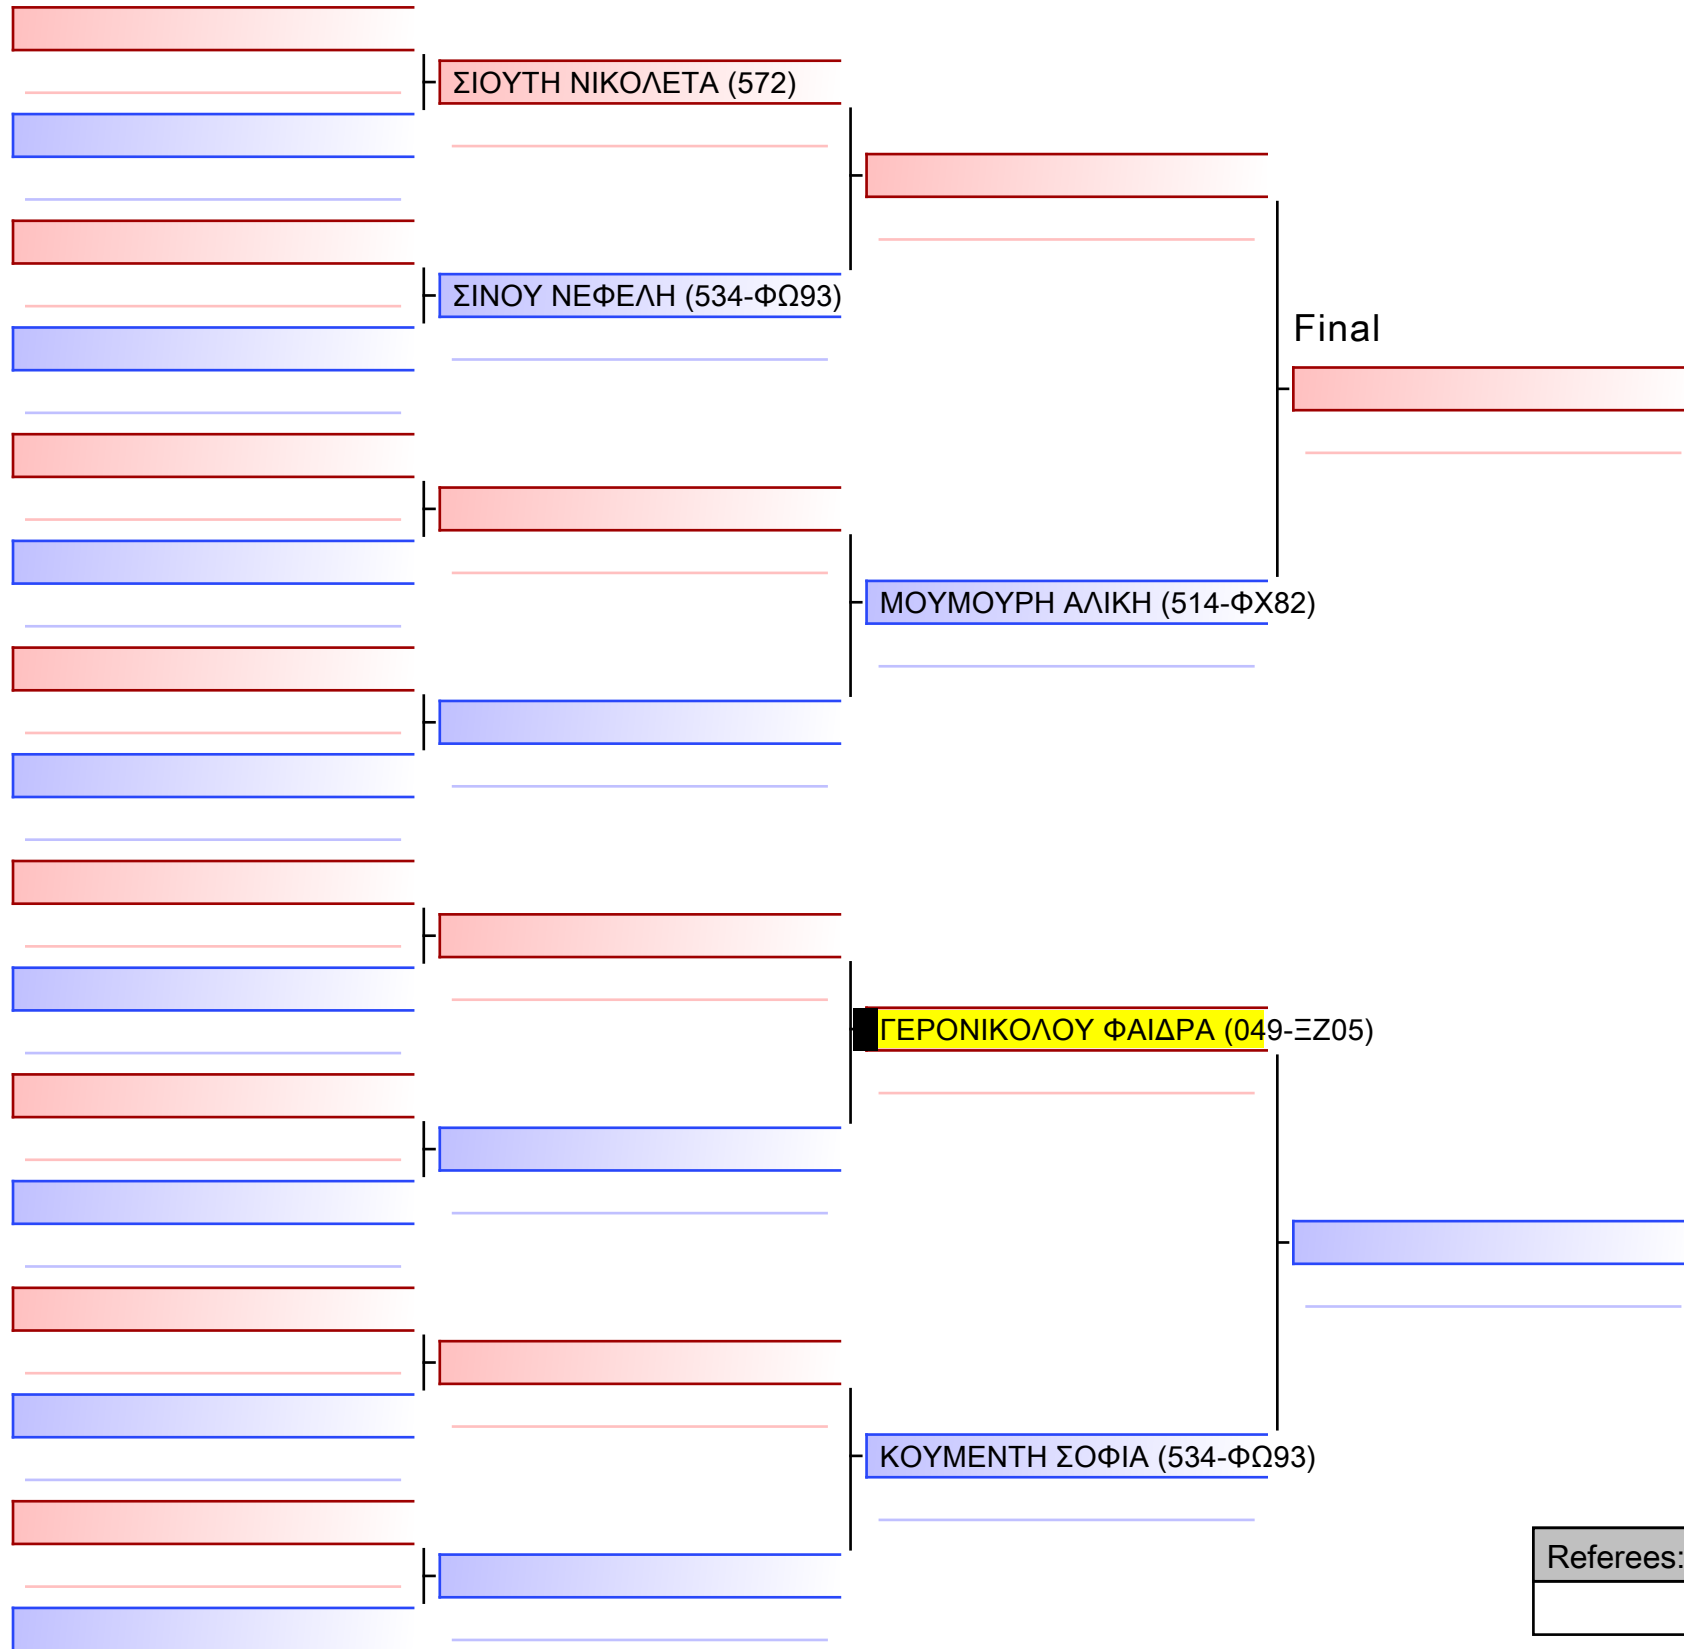 ΣΙΟΥΤΗ ΝΙΚΟΛΕΤΑ (572)
ΣΙΝΟΥ ΝΕΦΕΛΗ (534-ΦΩ93)
Final
ΜΟΥΜΟΥΡΗ ΑΛΙΚΗ (514-ΦΧ82)
ΓΕΡΟΝΙΚΟΛΟΥ ΦΑΙΔΡΑ (049-ΞΖ05)
ΚΟΥΜΕΝΤΗ ΣΟΦΙΑ (534-ΦΩ93)
Referees: